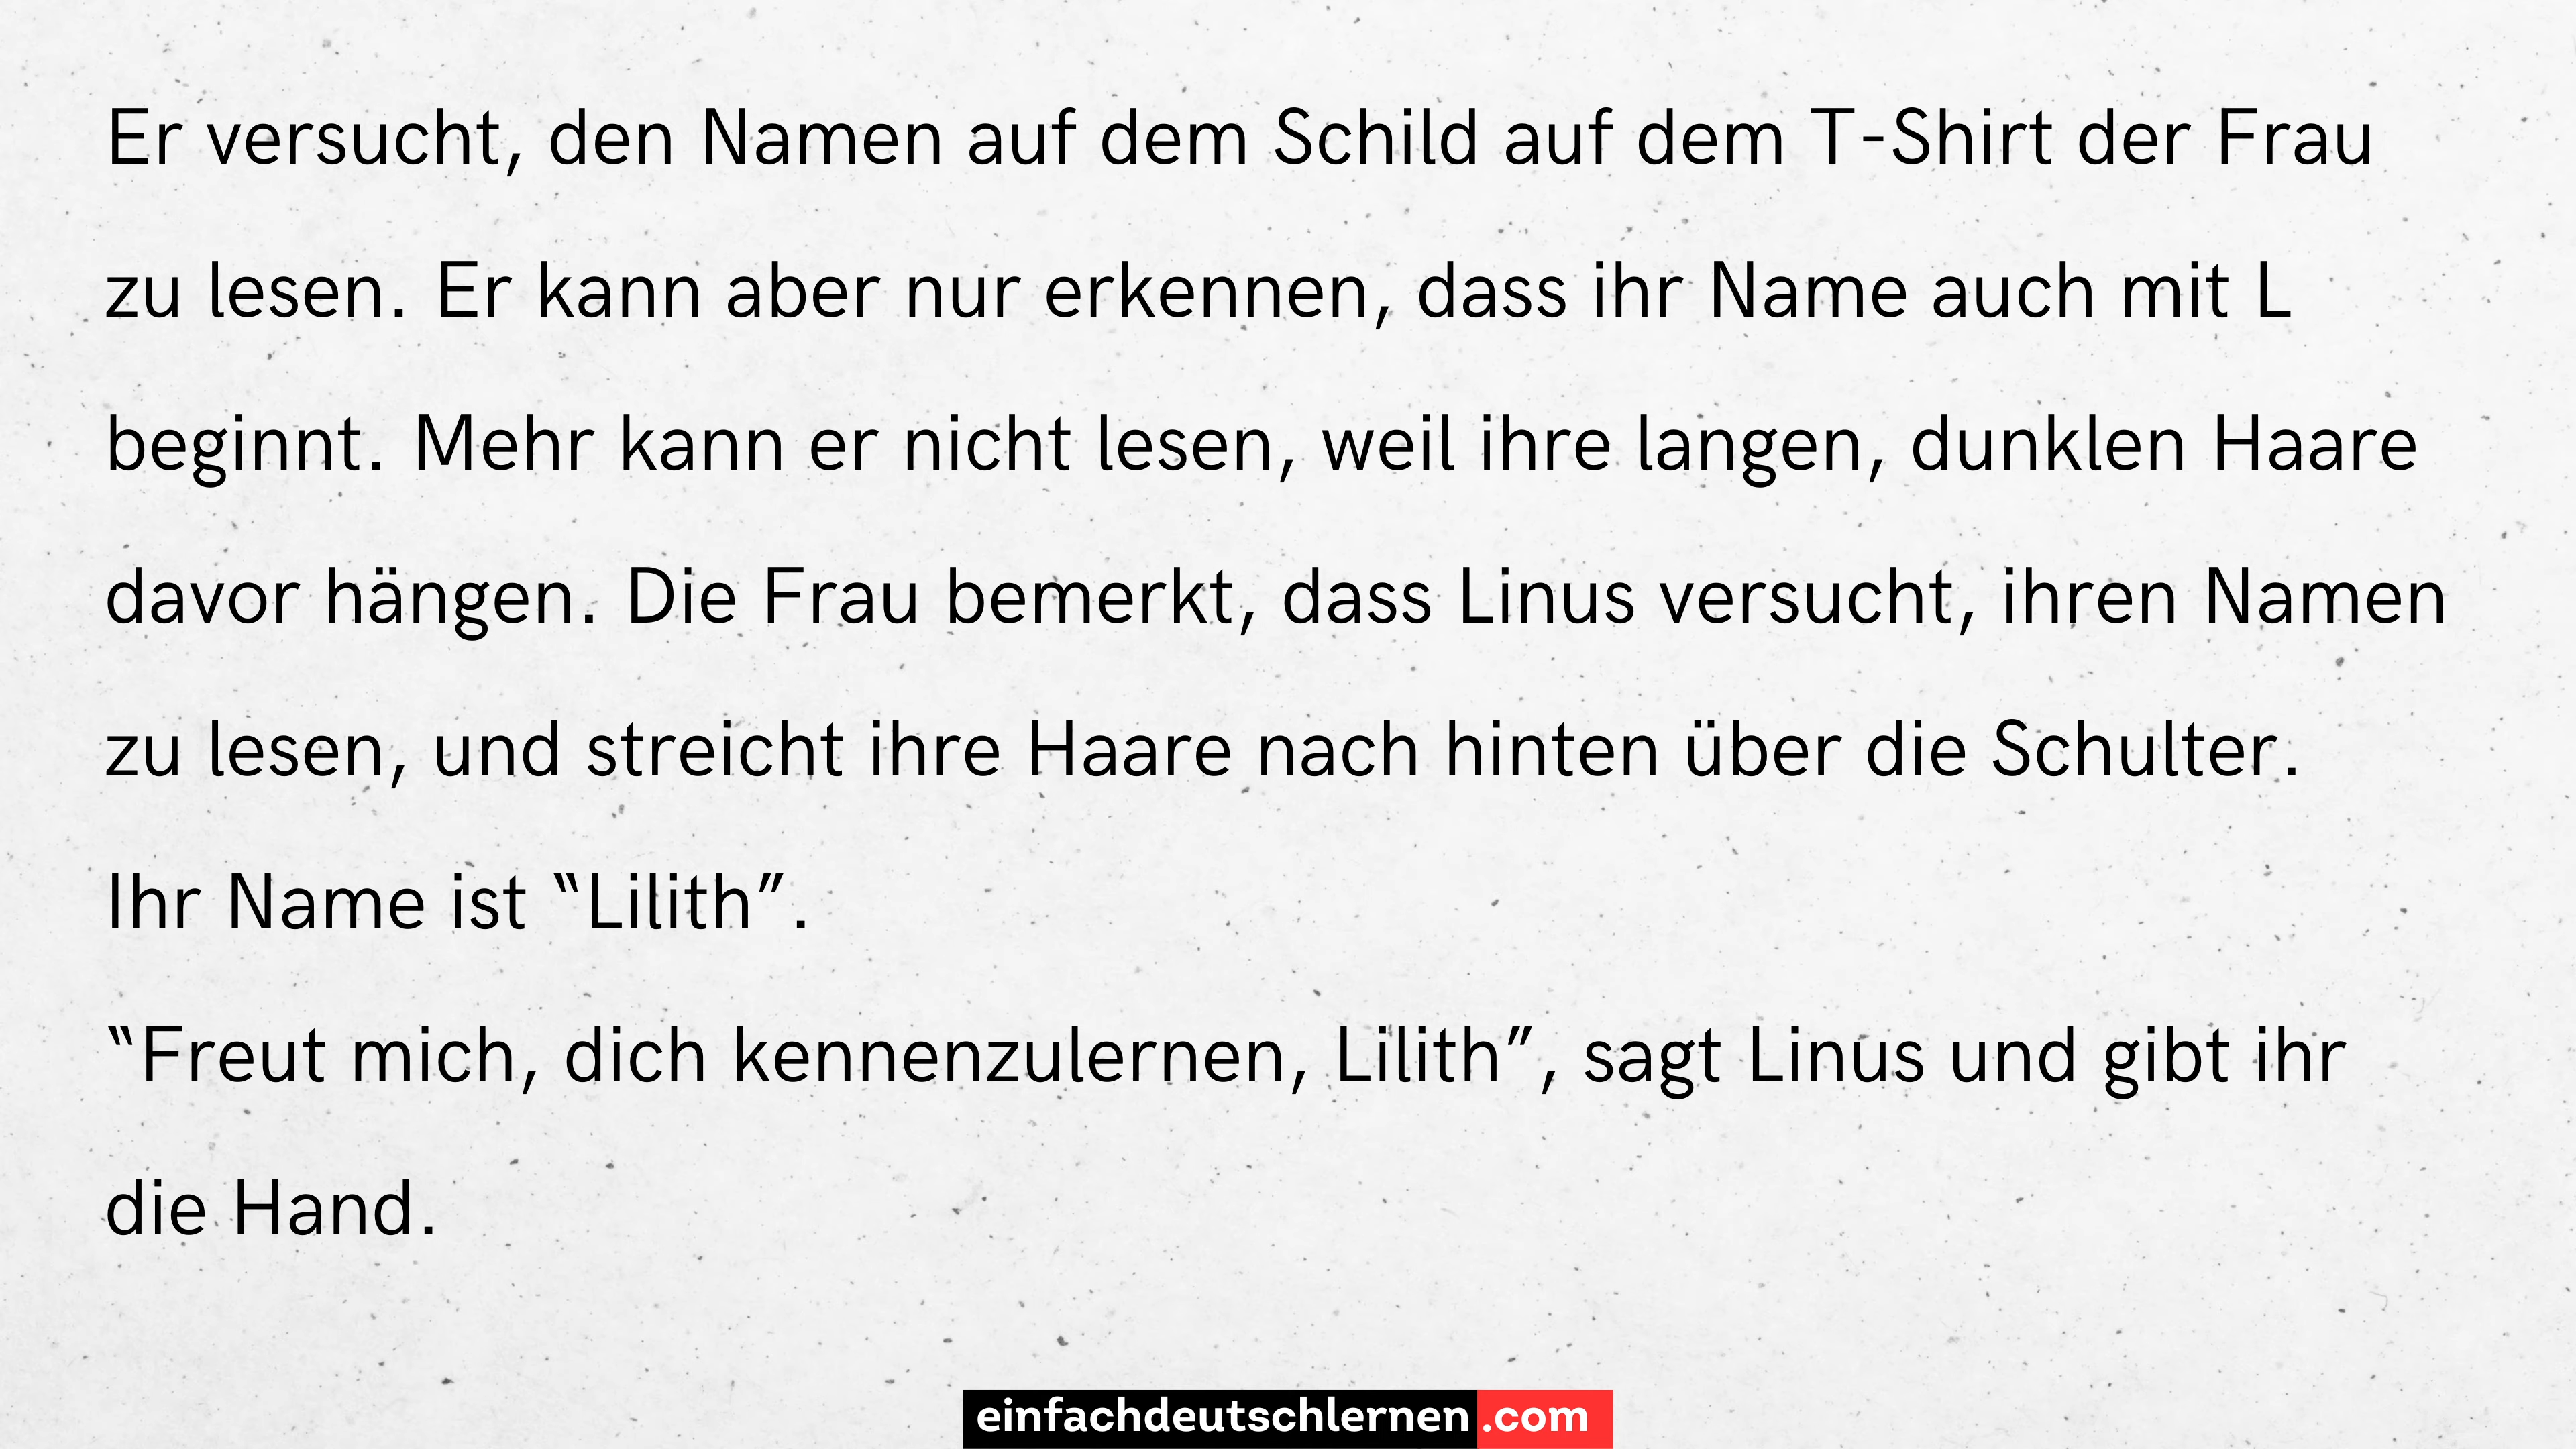 Er versucht, den Namen auf dem Schild auf dem T-Shirt der Frau
zu lesen. Er kann aber nur erkennen, dass ihr Name auch mit L
beginnt. Mehr kann er nicht lesen, weil ihre langen, dunklen Haare
davor hängen. Die Frau bemerkt, dass Linus versucht, ihren Namen
zu lesen, und streicht ihre Haare nach hinten über die Schulter.
Ihr Name ist “Lilith”.
“Freut mich, dich kennenzulernen, Lilith”, sagt Linus und gibt ihr
die Hand.
einfachdeutschlernen.com